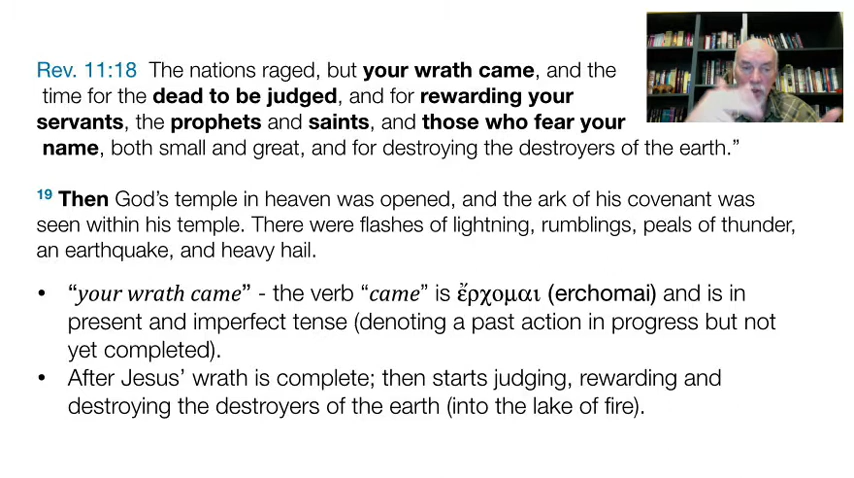 Rev. 11:18 The nations raged, but your wrath came, and the
time for the dead to be judged, and for rewarding your
servants, the prophets and saints, and those who fear your
name, both small and great, and for destroying the destroyers of the earth.”
19 Then God’s temple in heaven was opened, and the ark of his covenant was
seen within his temple. There were flashes of lightning, rumblings, peals of thunder,
an earthquake, and heavy hail.
• “your wrath came” - the verb “came” is ἔρχομαι (erchomai) and is in
present and imperfect tense (denoting a past action in progress but not
yet completed).
• After Jesus’ wrath is complete; then starts judging, rewarding and
destroying the destroyers of the earth (into the lake of fire).